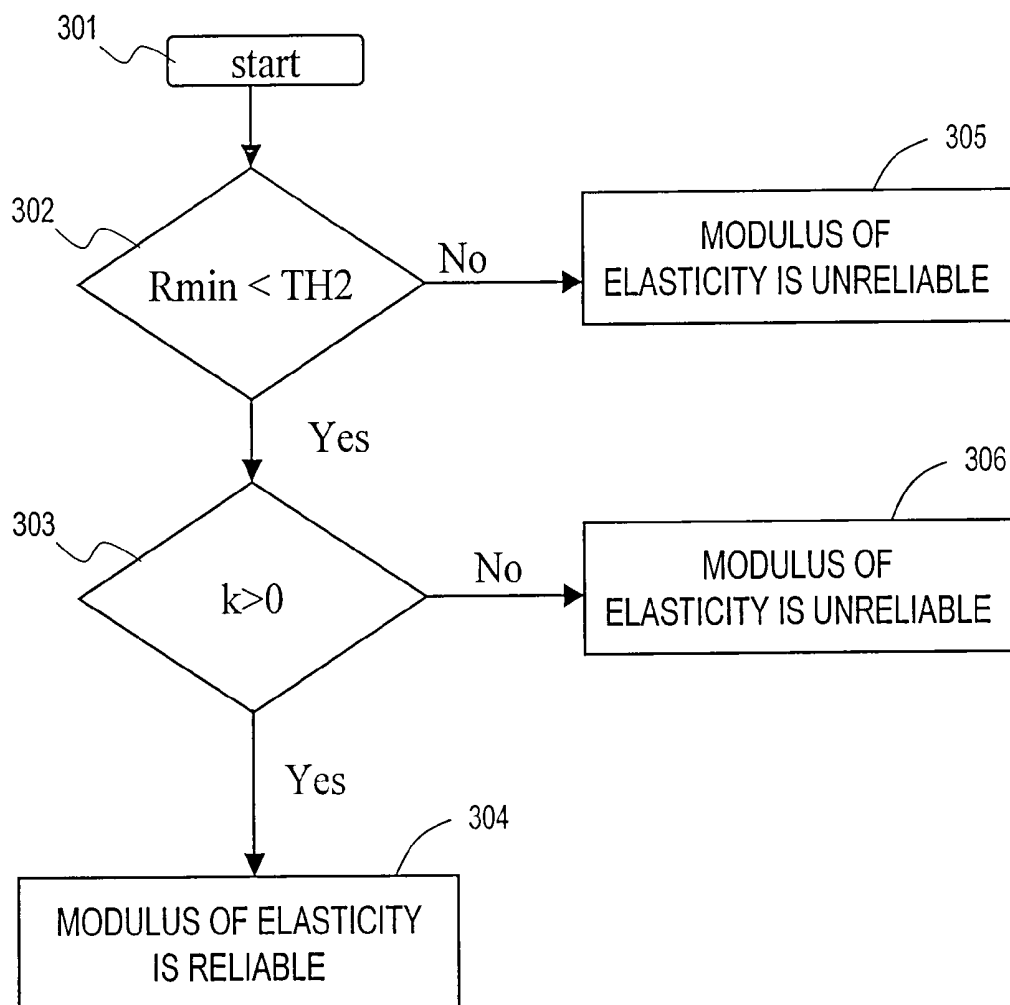 301
start
305
302
MODULUS OF
ELASTICITY IS UNRELIABLE
No
Rmin < TH2
Yes
306
303
MODULUS OF
ELASTICITY IS UNRELIABLE
No
k>0
Yes
304
MODULUS OF ELASTICITY
IS RELIABLE